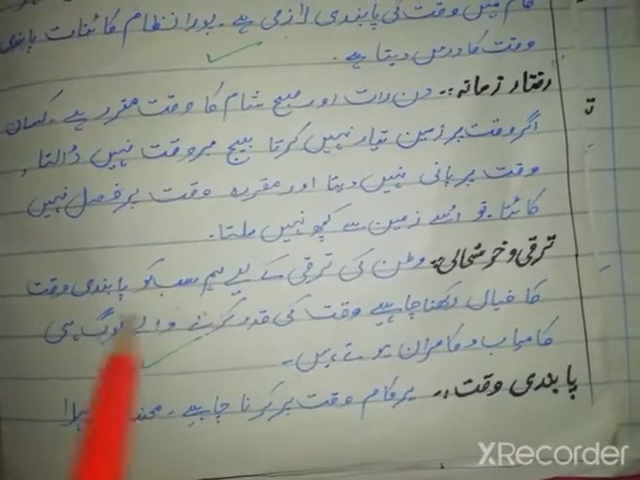 کام میں وقت کی پابندی لازمی ہے۔ پورا نظام کائنات پابندی
وقت کا درس دیتا ہے۔
رفتار زمانہ:۔ دن رات اور صبح شام کا وقت مقرر ہے۔ کسان
اگر وقت پر زمین تیار نہیں کرتا بیج بروقت نہیں ڈالتا،
وقت پر پانی نہیں دیتا اور مقررہ وقت پر فصل نہیں
کاٹتا۔ تو اُسے زمین سے کچھ نہیں ملتا۔
ترقی و خوشحالی:۔ وطن کی ترقی کے لیے ہم سب کو پابندی وقت
کا خیال رکھنا چاہیے وقت کی قدر کرنے والے لوگ ہی
کامیاب و کامران ہوتے ہیں۔
پابندی وقت:۔ ہر کام وقت پر کرنا چاہیے۔
XRecorder